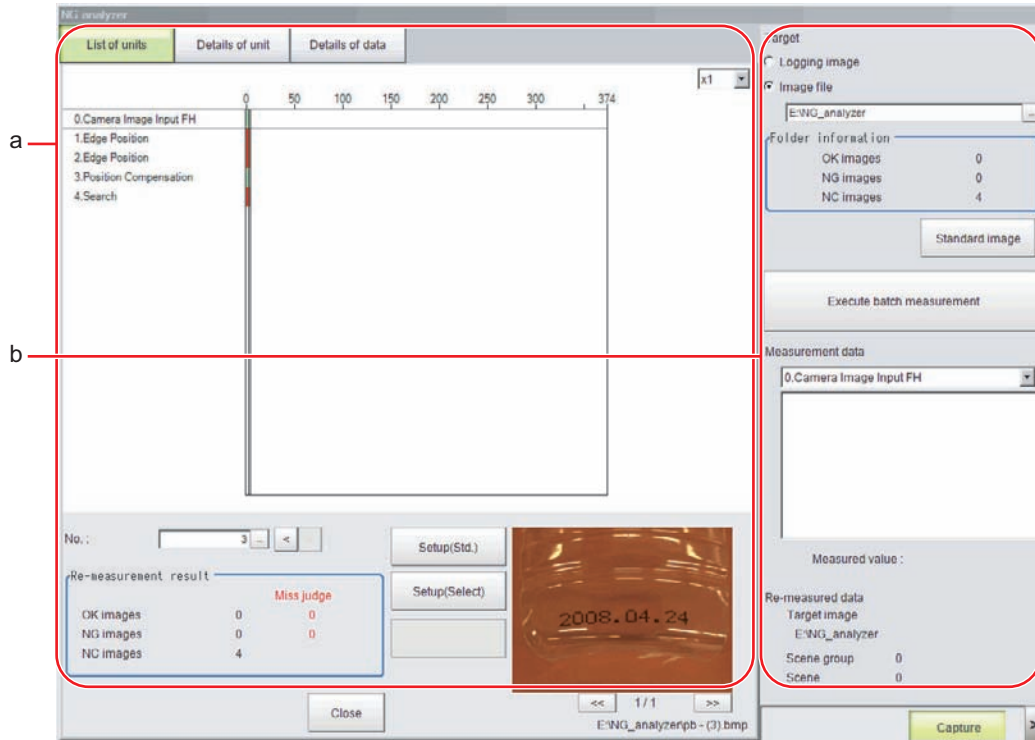 NG analyzer
List of units
Details of unit
Details of data
x1
0 50 100 150 200 250 300 374
0.Camera Image Input FH
1.Edge Position
2.Edge Position
3.Position Compensation
4.Search
a
b
No. :
3
...
<
Setup(Std.)
Setup(Select)
Re-measurement result
Miss judge
OK images 0 0
NG images 0 0
NC images 4
2008.04.24
Close
<< 1/1 >>
E:\NG_analyzer\pb - (3).bmp
Target
Logging image
Image file
E:\NG_analyzer
...
Folder information
OK images 0
NG images 0
NC images 4
Standard image
Execute batch measurement
Measurement data
0.Camera Image Input FH
Measured value :
Re-measured data
Target image
E:\NG_analyzer
Scene group 0
Scene 0
Capture